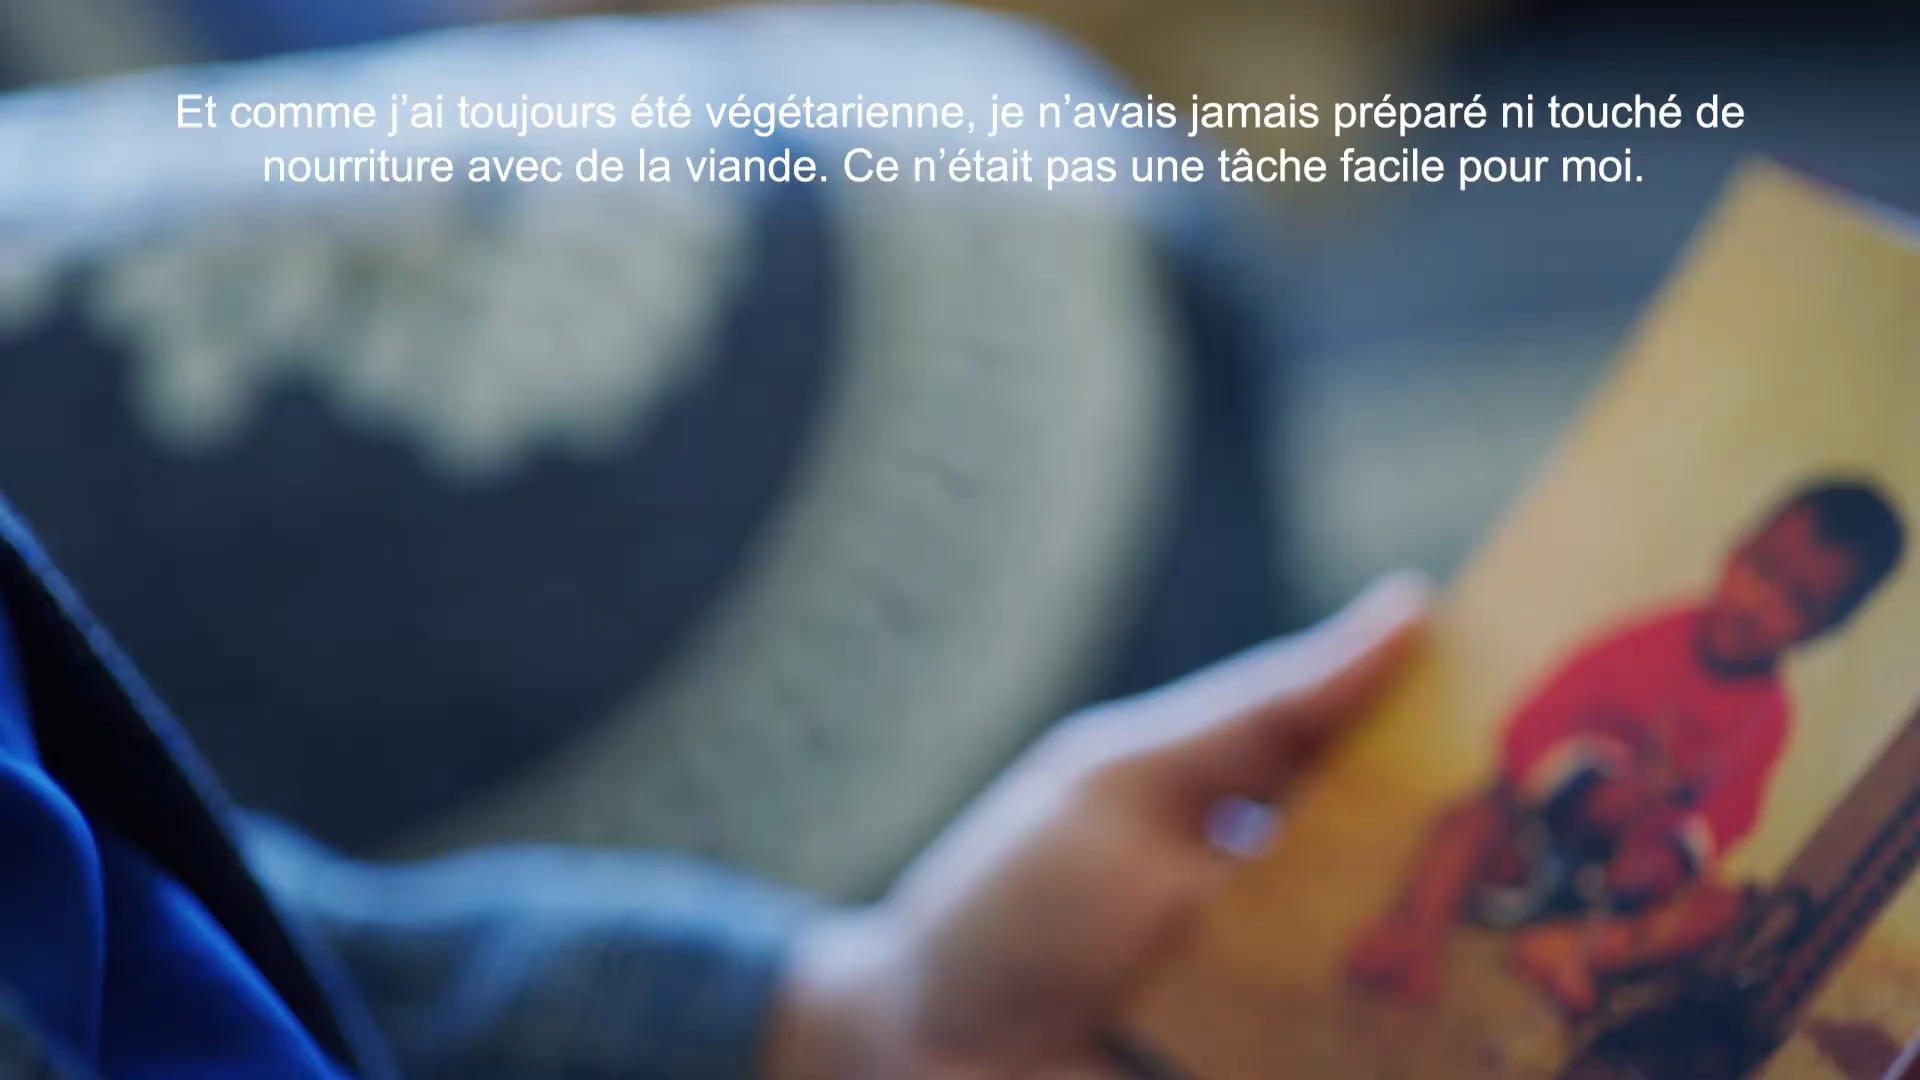 Et comme j’ai toujours été végétarienne, je n’avais jamais préparé ni touché de
nourriture avec de la viande. Ce n’était pas une tâche facile pour moi.